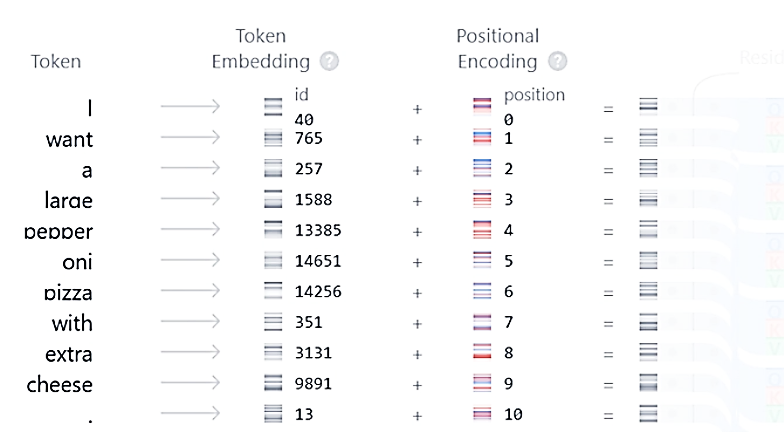 Token Positional
Token Embedding ? Encoding ?
id position
I 40 + 0 =
want 765 + 1 =
a 257 + 2 =
large 1588 + 3 =
pepper 13385 + 4 =
oni 14651 + 5 =
pizza 14256 + 6 =
with 351 + 7 =
extra 3131 + 8 =
cheese 9891 + 9 =
. 13 + 10 =